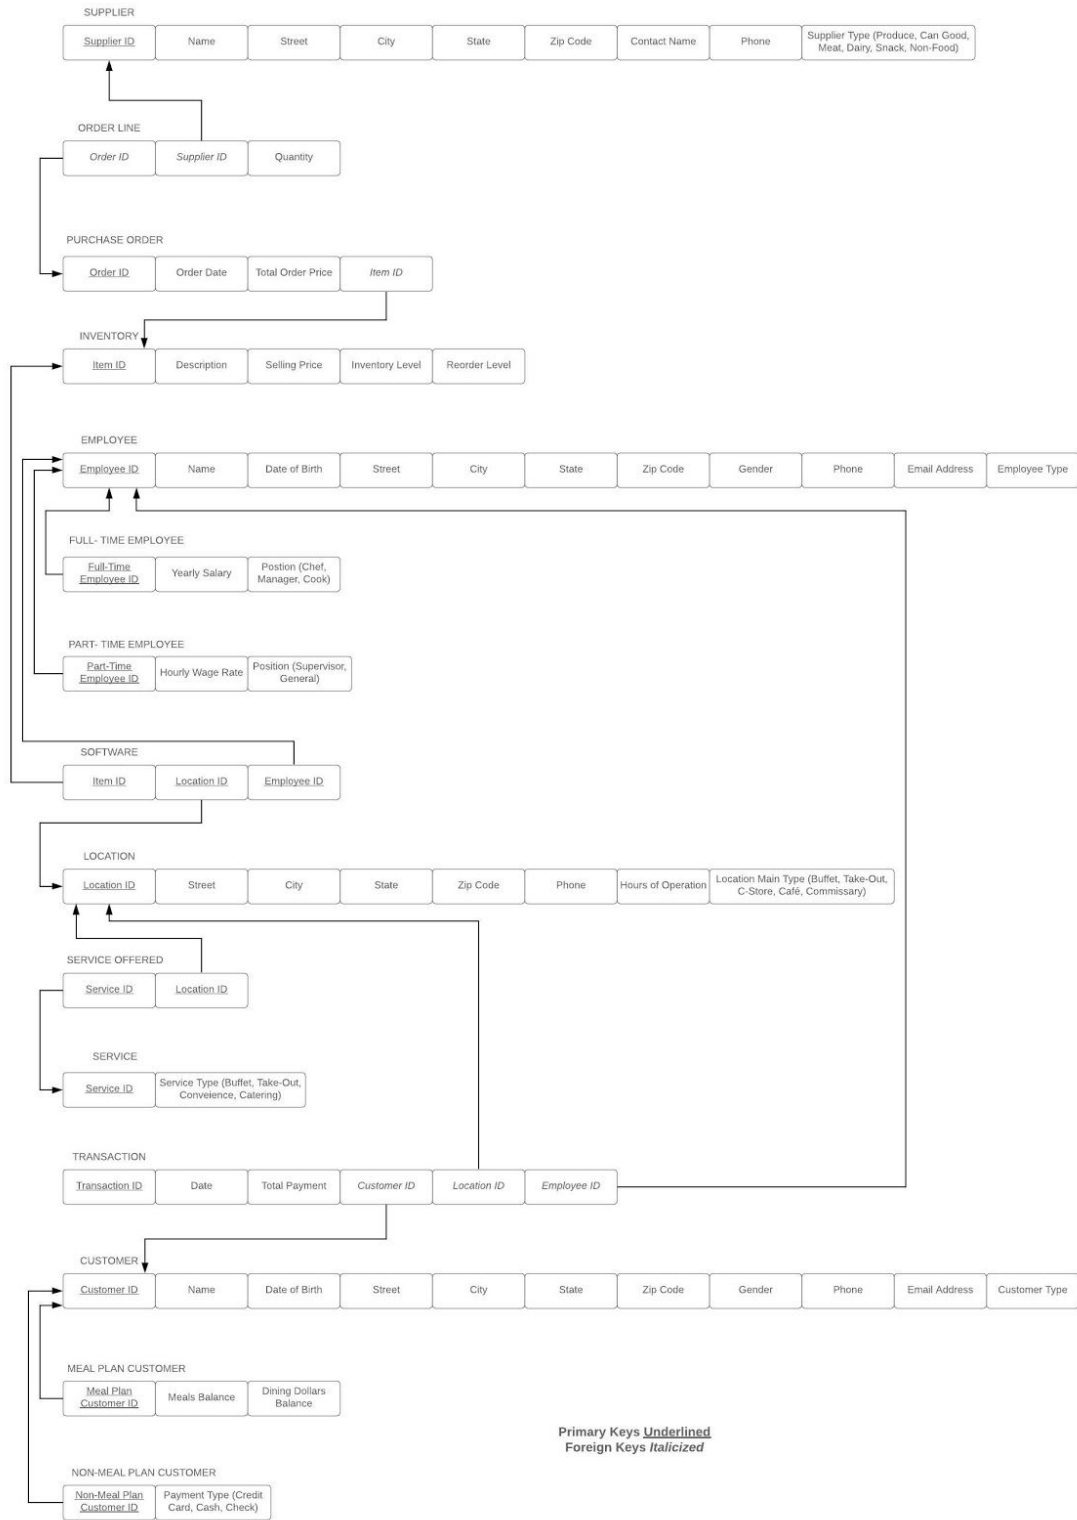 SUPPLIER
Supplier ID
Name
Street
City
State
Zip Code
Contact Name
Phone
Supplier Type (Produce, Can Good,
Meat, Dairy, Snack, Non-Food)
ORDER LINE
Order ID
Supplier ID
Quantity
PURCHASE ORDER
Order ID
Order Date
Total Order Price
Item ID
INVENTORY
Item ID
Description
Selling Price
Inventory Level
Reorder Level
EMPLOYEE
Employee ID
Name
Date of Birth
Street
City
State
Zip Code
Gender
Phone
Email Address
Employee Type
FULL- TIME EMPLOYEE
Full-Time
Employee ID
Yearly Salary
Postion (Chef,
Manager, Cook)
PART- TIME EMPLOYEE
Part-Time
Employee ID
Hourly Wage Rate
Position (Supervisor,
General)
SOFTWARE
Item ID
Location ID
Employee ID
LOCATION
Location ID
Street
City
State
Zip Code
Phone
Hours of Operation
Location Main Type (Buffet, Take-Out,
C-Store, Café, Commissary)
SERVICE OFFERED
Service ID
Location ID
SERVICE
Service ID
Service Type (Buffet, Take-Out,
Conveience, Catering)
TRANSACTION
Transaction ID
Date
Total Payment
Customer ID
Location ID
Employee ID
CUSTOMER
Customer ID
Name
Date of Birth
Street
City
State
Zip Code
Gender
Phone
Email Address
Customer Type
MEAL PLAN CUSTOMER
Meal Plan
Customer ID
Meals Balance
Dining Dollars
Balance
Primary Keys Underlined
Foreign Keys Italicized
NON-MEAL PLAN CUSTOMER
Non-Meal Plan
Customer ID
Payment Type (Credit
Card, Cash, Check)